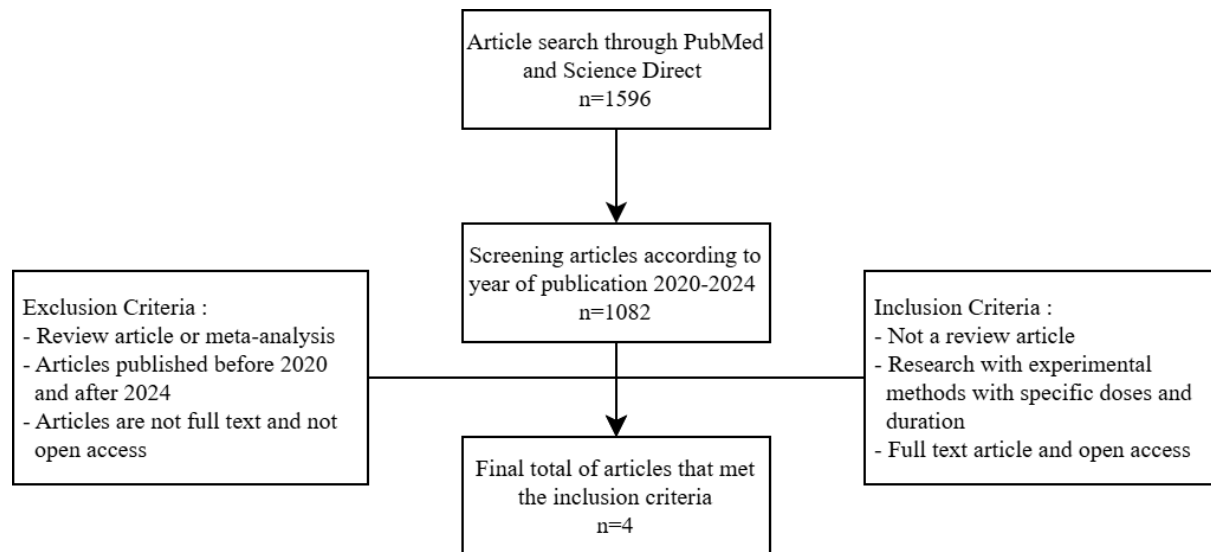 Article search through PubMed
and Science Direct
n=1596
Screening articles according to
year of publication 2020-2024
n=1082
Exclusion Criteria :
- Review article or meta-analysis
- Articles published before 2020
and after 2024
- Articles are not full text and not
open access
Inclusion Criteria :
- Not a review article
- Research with experimental
methods with specific doses and
duration
- Full text article and open access
Final total of articles that met
the inclusion criteria
n=4